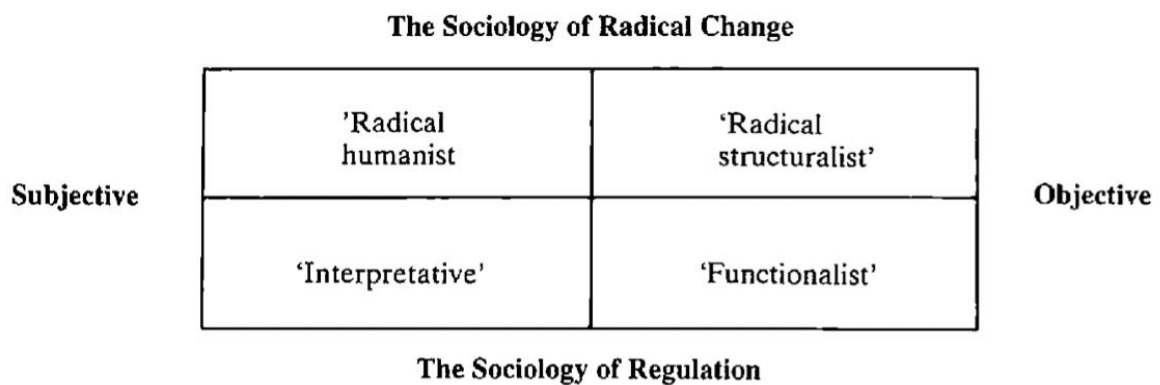 The Sociology of Radical Change
'Radical
humanist
'Radical
structuralist'
Subjective
Objective
'Interpretative'
'Functionalist'
The Sociology of Regulation